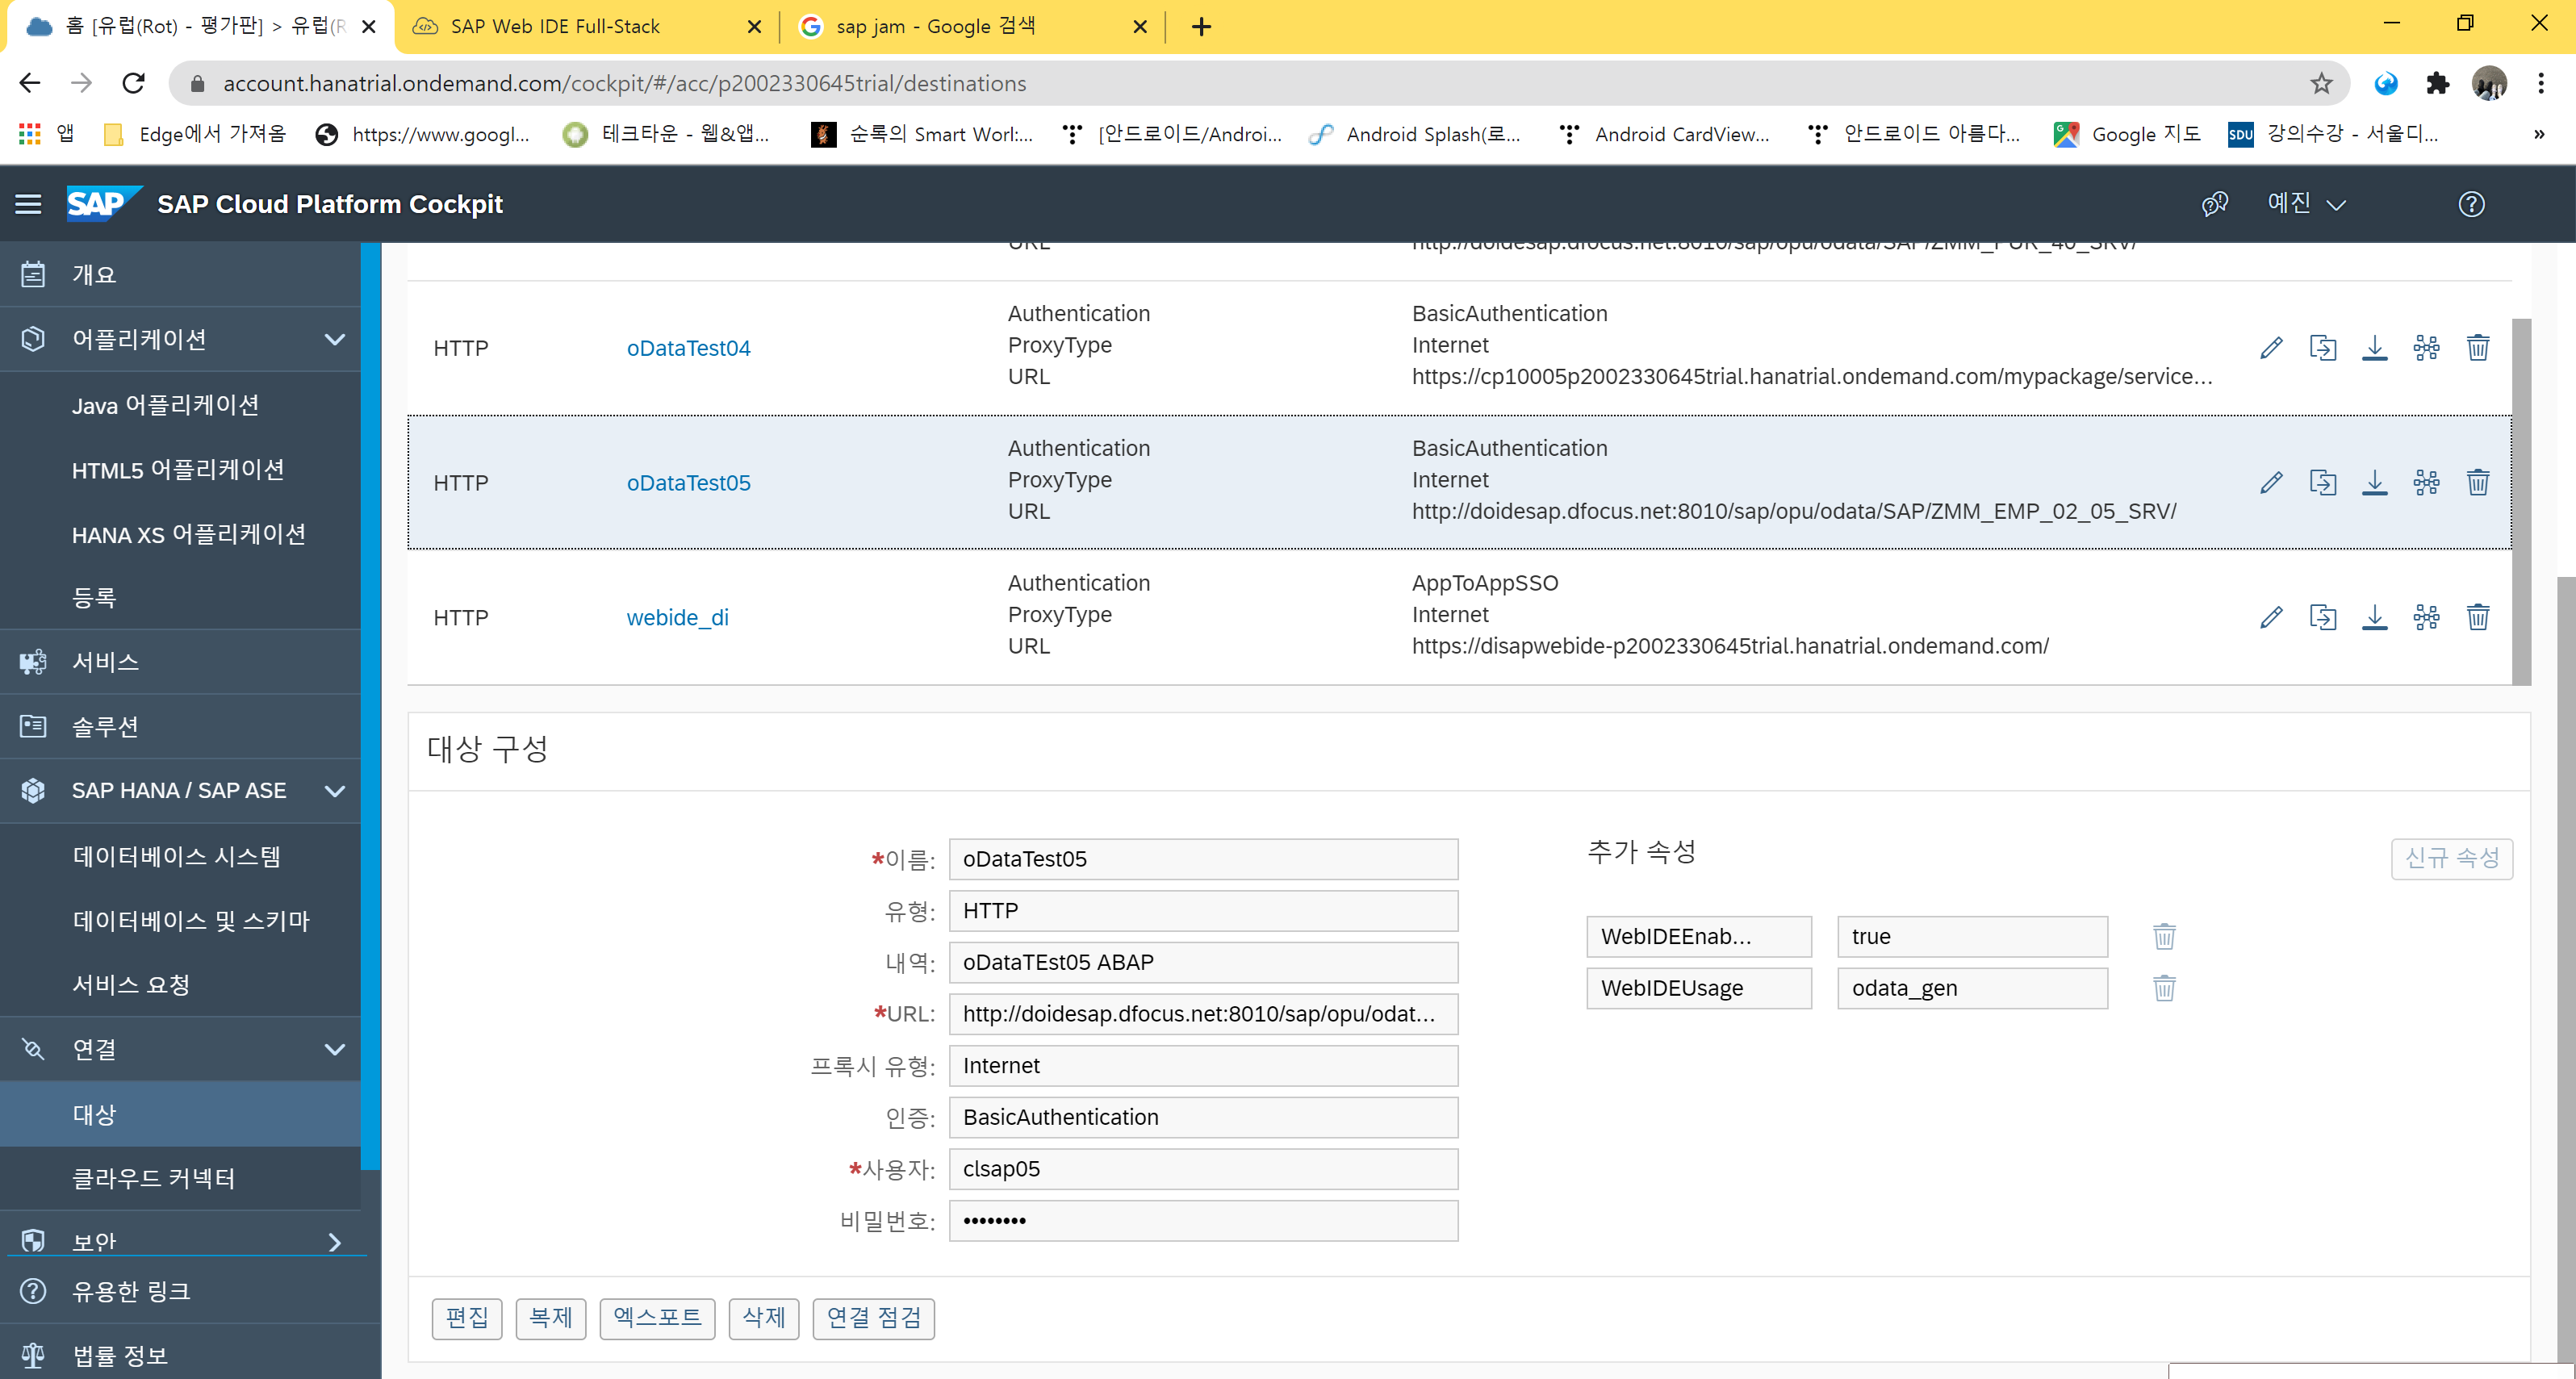 홈 [유럽(Rot) - 평가판] > 유럽(R
SAP Web IDE Full-Stack
sap jam - Google 검색
account.hanatrial.ondemand.com/cockpit/#/acc/p2002330645trial/destinations
앱
Edge에서 가져옴
https://www.googl...
테크타운 - 웹&앱...
순록의 Smart Worl:...
[안드로이드/Androi...
Android Splash(로...
Android CardView...
안드로이드 아름다...
Google 지도
SDU
강의수강 - 서울디...
»
SAP
SAP Cloud Platform Cockpit
예진
개요
어플리케이션
Java 어플리케이션
HTML5 어플리케이션
HANA XS 어플리케이션
등록
서비스
솔루션
SAP HANA / SAP ASE
데이터베이스 시스템
데이터베이스 및 스키마
서비스 요청
연결
대상
클라우드 커넥터
보안
유용한 링크
법률 정보
URL http://doidesap.dfocus.net:8010/sap/opu/odata/SAP/ZMM_PUR_40_SRV/
HTTP
oDataTest04
Authentication BasicAuthentication
ProxyType Internet
URL https://cp10005p2002330645trial.hanatrial.ondemand.com/mypackage/service...
HTTP
oDataTest05
Authentication BasicAuthentication
ProxyType Internet
URL http://doidesap.dfocus.net:8010/sap/opu/odata/SAP/ZMM_EMP_02_05_SRV/
HTTP
webide_di
Authentication AppToAppSSO
ProxyType Internet
URL https://disapwebide-p2002330645trial.hanatrial.ondemand.com/
대상 구성
*이름: oDataTest05
유형: HTTP
내역: oDataTEst05 ABAP
*URL: http://doidesap.dfocus.net:8010/sap/opu/odat...
프록시 유형: Internet
인증: BasicAuthentication
*사용자: clsap05
비밀번호: ••••••••
추가 속성
신규 속성
WebIDEEnab... true
WebIDEUsage odata_gen
편집 복제 엑스포트 삭제 연결 점검